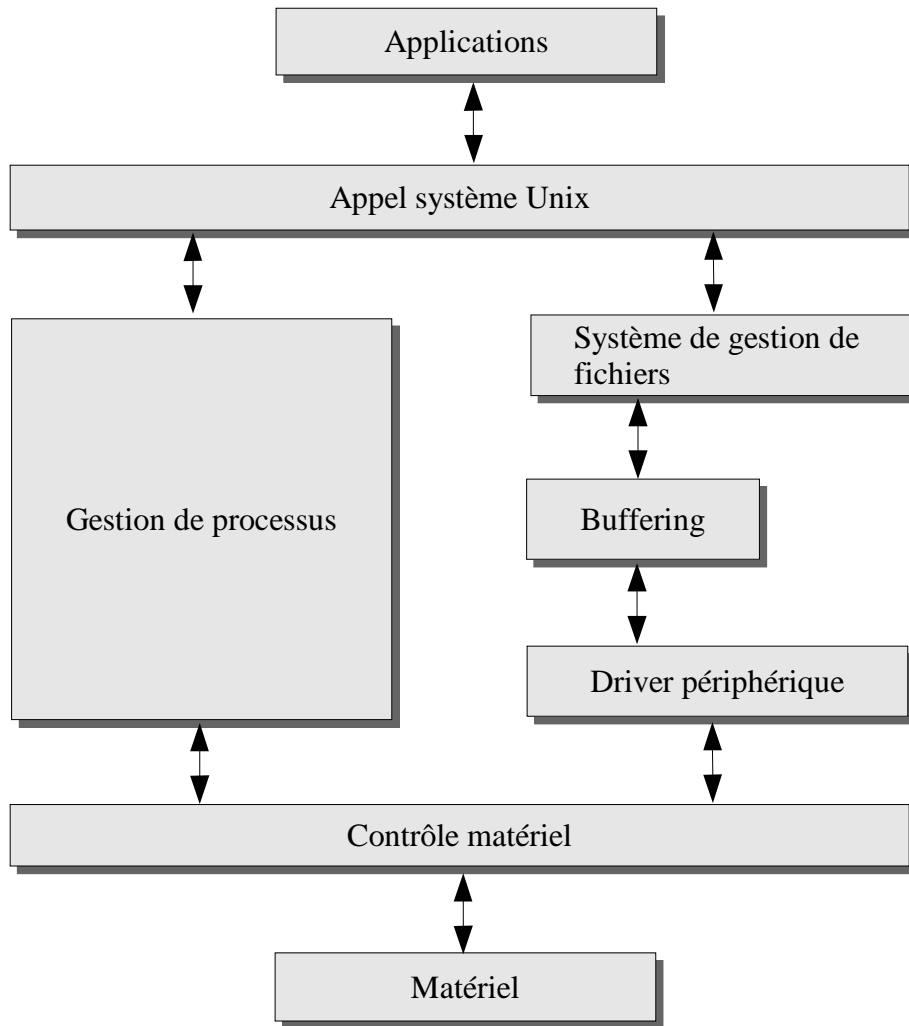 Applications
Appel système Unix
Système de gestion de
fichiers
Gestion de processus
Buffering
Driver périphérique
Contrôle matériel
Matériel